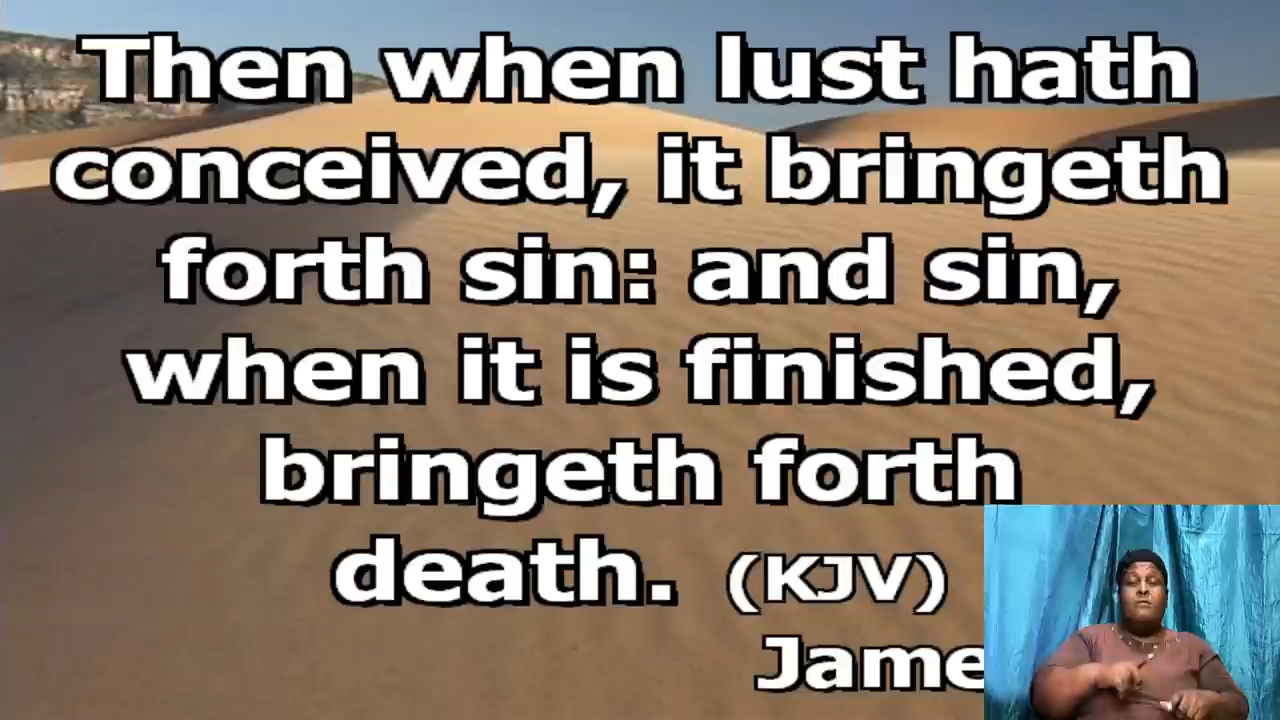 Then when lust hath
conceived, it bringeth
forth sin: and sin,
when it is finished,
bringeth forth
death. (KJV)
Jame